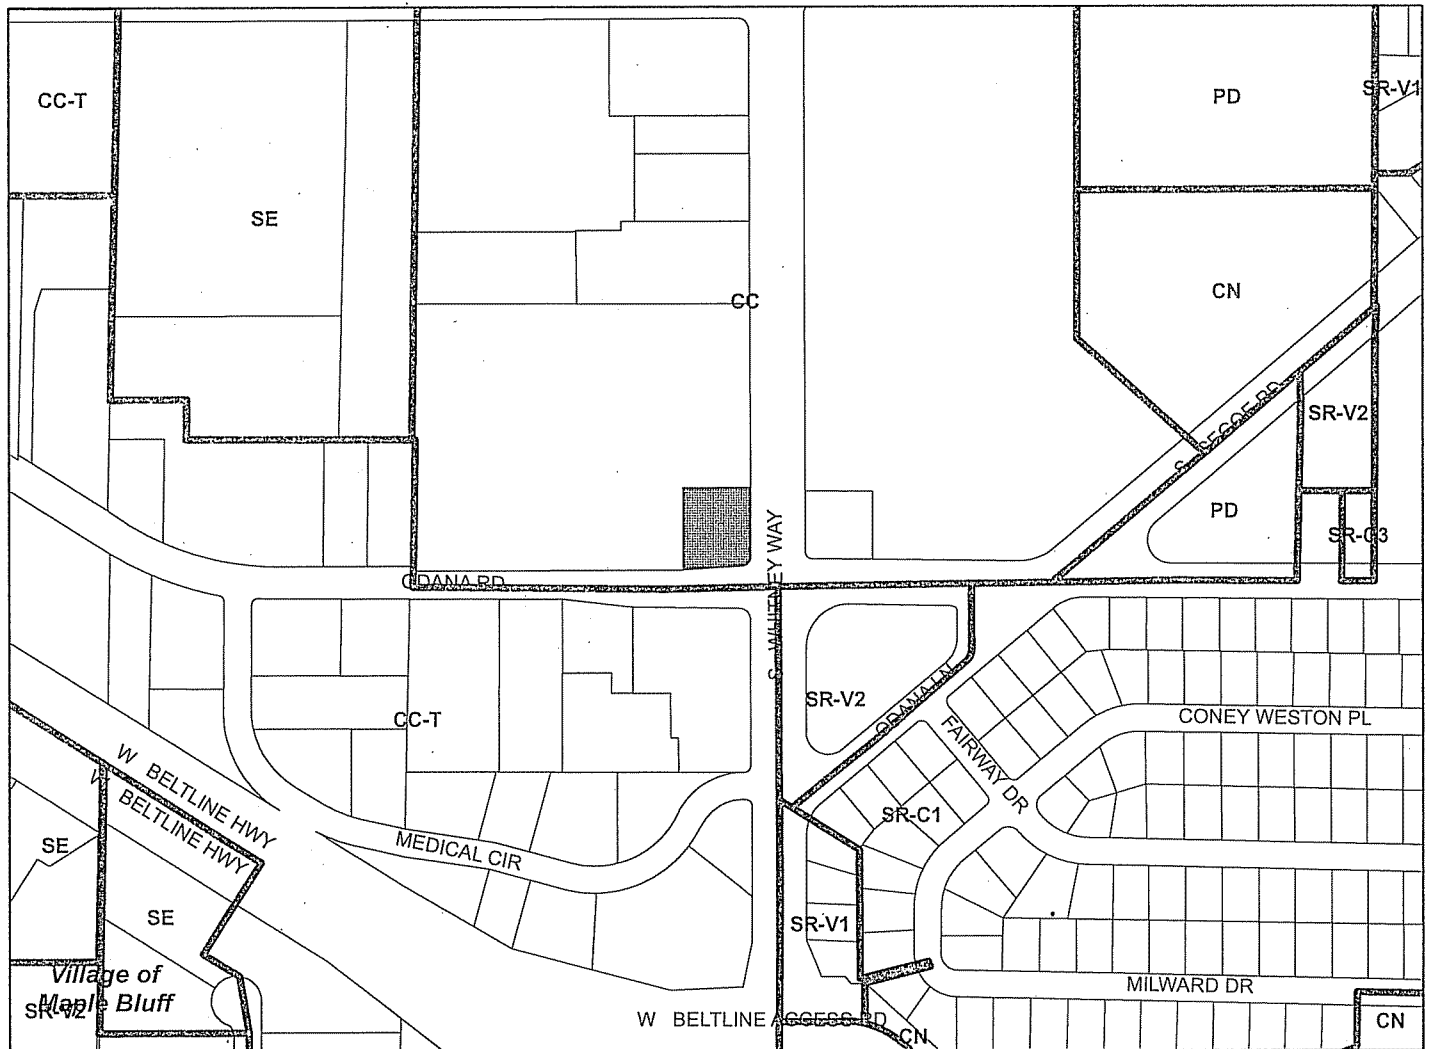 CC-T
PD
SR-V1
SE
CN
CC
S SEGOE RD
SR-V2
PD
SR-C3
S WHITNEY WAY
ODANA RD
SR-V2
ODANA LN
CC-T
CONEY WESTON PL
FAIRWAY DR
W BELTLINE HWY
W BELTLINE HWY
SR-C1
MEDICAL CIR
SE
SE
SR-V1
Village of
Maple Bluff
SR-V2
MILWARD DR
W BELTLINE ACCESS RD
CN
CN